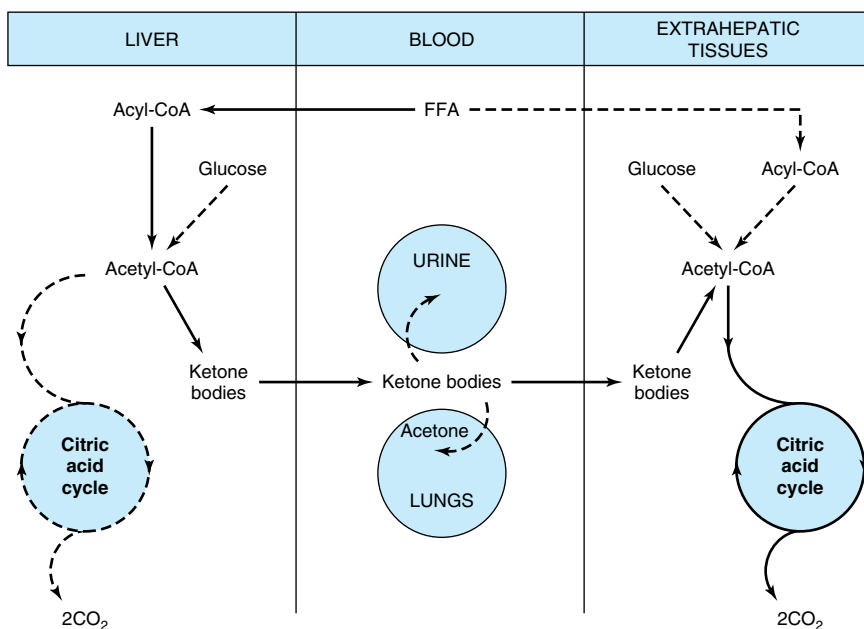 LIVER
BLOOD
EXTRAHEPATIC
TISSUES
Acyl-CoA
FFA
Glucose
Glucose
Acyl-CoA
Acetyl-CoA
URINE
Acetyl-CoA
Ketone
bodies
Ketone bodies
Ketone
bodies
Acetone
LUNGS
Citric
acid
cycle
Citric
acid
cycle
2CO₂
2CO₂